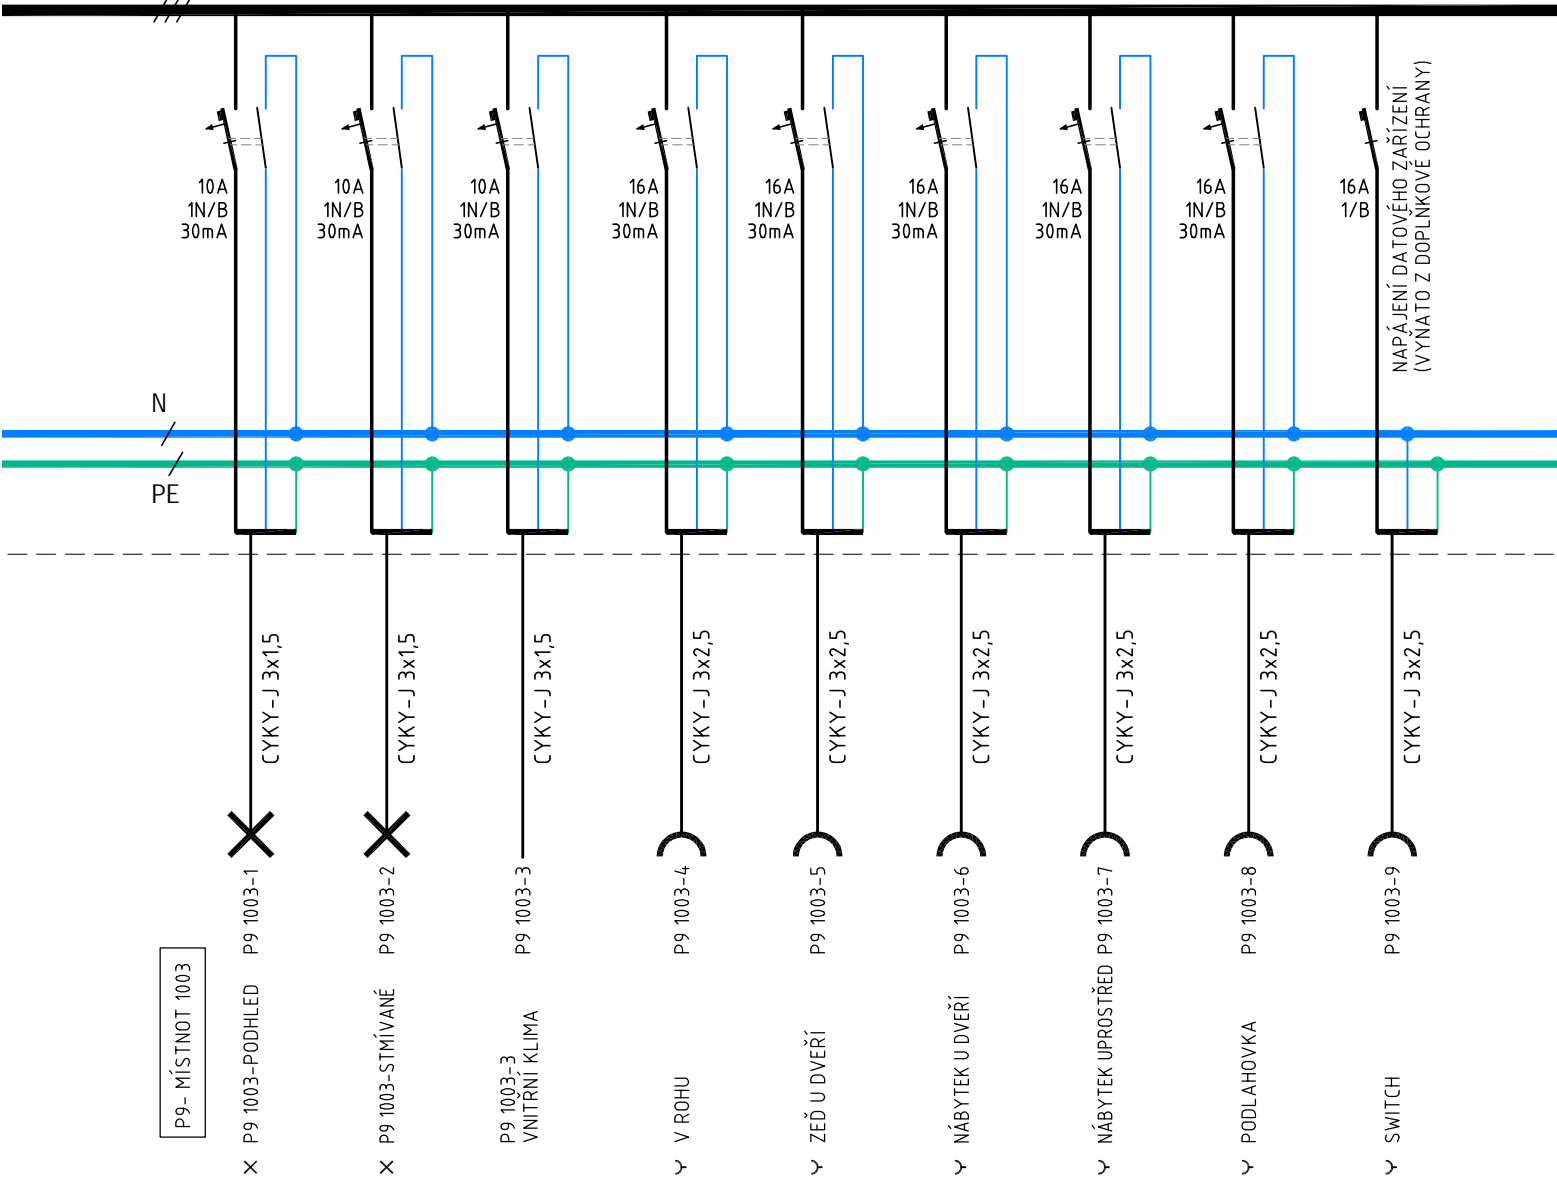 10A
1N/B
30mA
10A
1N/B
30mA
10A
1N/B
30mA
16A
1N/B
30mA
16A
1N/B
30mA
16A
1N/B
30mA
16A
1N/B
30mA
16A
1N/B
30mA
16A
1/B
NAPÁJENÍ DATOVÉHO ZAŘÍZENÍ
(VYŇATO Z DOPLŇKOVÉ OCHRANY)
N
PE
CYKY-J 3x1,5
CYKY-J 3x1,5
CYKY-J 3x1,5
CYKY-J 3x2,5
CYKY-J 3x2,5
CYKY-J 3x2,5
CYKY-J 3x2,5
CYKY-J 3x2,5
CYKY-J 3x2,5
P9 1003-1
P9 1003-2
P9 1003-3
P9 1003-4
P9 1003-5
P9 1003-6
P9 1003-7
P9 1003-8
P9 1003-9
P9- MÍSTNOT 1003
P9 1003-PODHLED
P9 1003-STMÍVANÉ
P9 1003-3
VNITŘNÍ KLIMA
V ROHU
ZEĎ U DVEŘÍ
NÁBYTEK U DVEŘÍ
NÁBYTEK UPROSTŘED
PODLAHOVKA
SWITCH